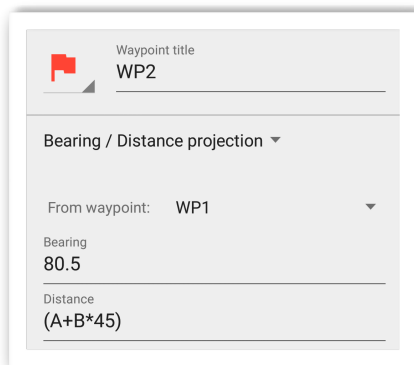 Waypoint title
WP2
Bearing / Distance projection
From waypoint: WP1
Bearing
80.5
Distance
(A+B*45)